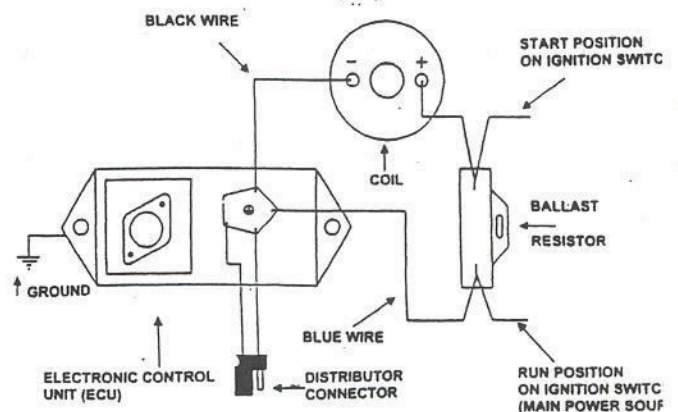 BLACK WIRE
START POSITION
ON IGNITION SWITC
- +
COIL
BALLAST
RESISTOR
GROUND
BLUE WIRE
ELECTRONIC CONTROL
UNIT (ECU)
DISTRIBUTOR
CONNECTOR
RUN POSITION
ON IGNITION SWITC
(MAIN POWER SOUR